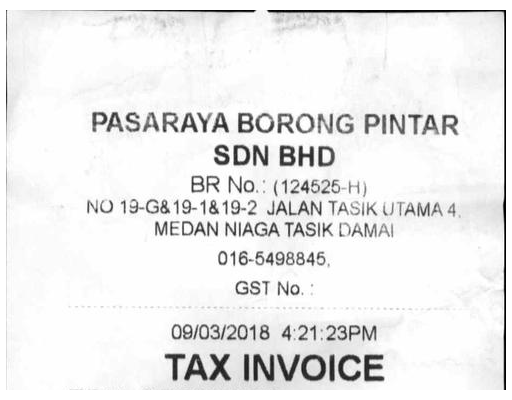 PASARAYA BORONG PINTAR
SDN BHD
BR No.: (124525-H)
NO 19-G&19-1&19-2 JALAN TASIK UTAMA 4,
MEDAN NIAGA TASIK DAMAI
016-5498845,
GST No. :
09/03/2018 4:21:23PM
TAX INVOICE